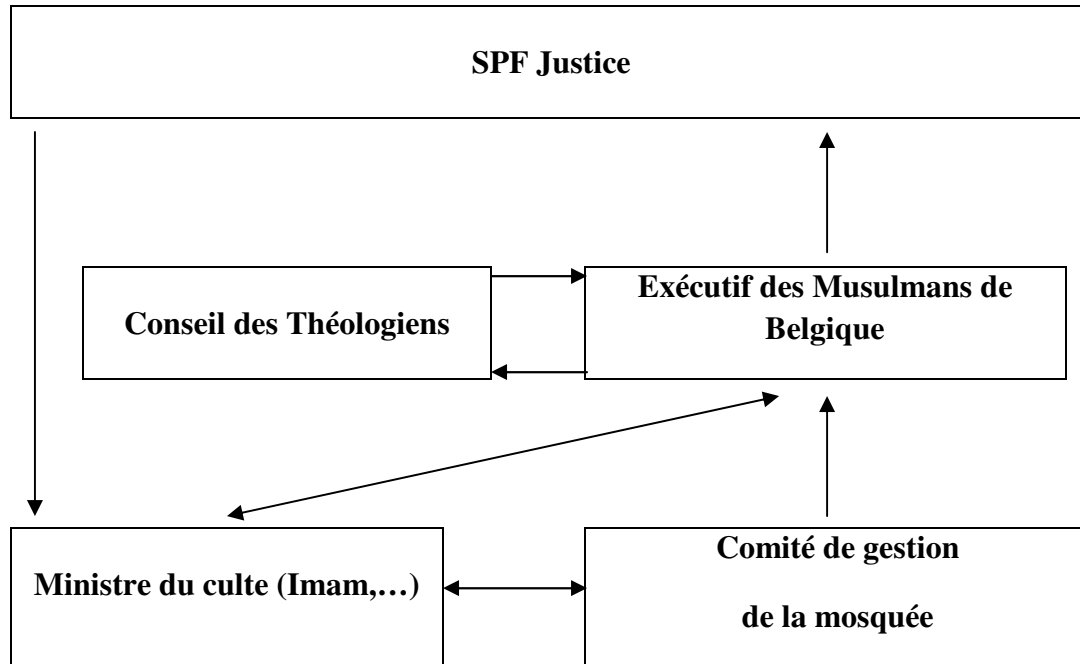 SPF Justice
Conseil des Théologiens
Exécutif des Musulmans de
Belgique
Ministre du culte (Imam,…)
Comité de gestion
de la mosquée